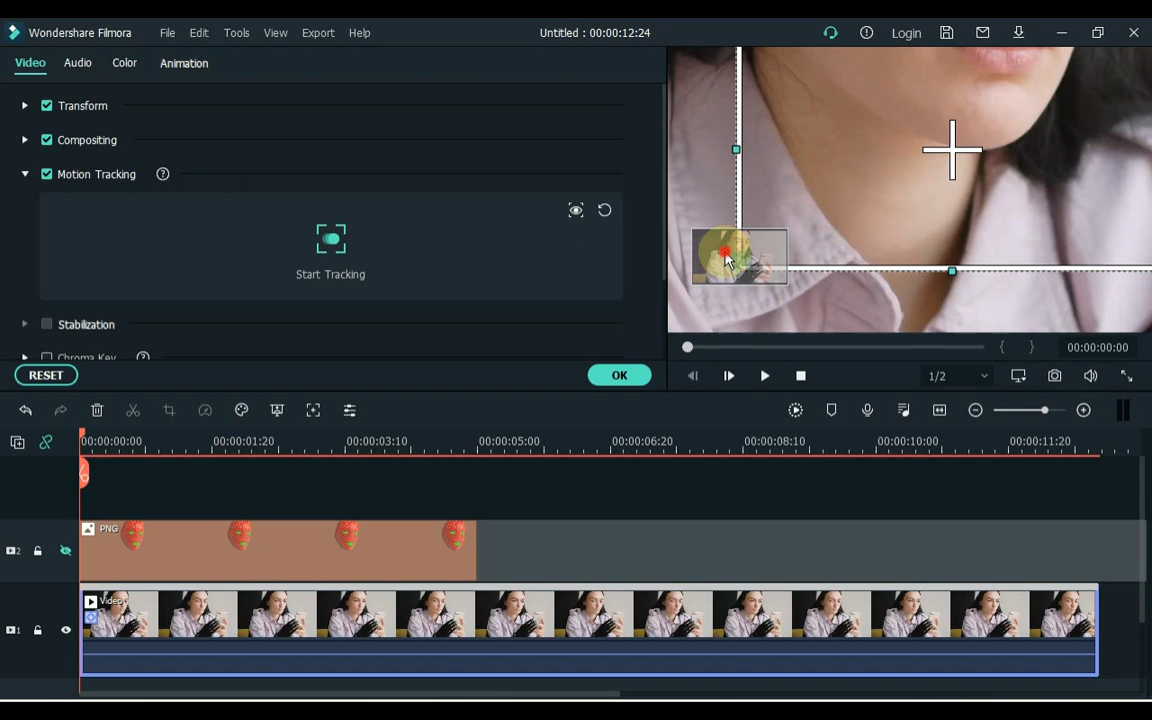 Wondershare Filmora File Edit Tools View Export Help Untitled : 00:00:12:24 Login
Video Audio Color Animation
Transform
Compositing
Motion Tracking ?
Start Tracking
Stabilization
Chroma Key ?
00:00:00:00
RESET OK 1/2
00:00:00:00 00:00:01:20 00:00:03:10 00:00:05:00 00:00:06:20 00:00:08:10 00:00:10:00 00:00:11:20
PNG
2
Video
1